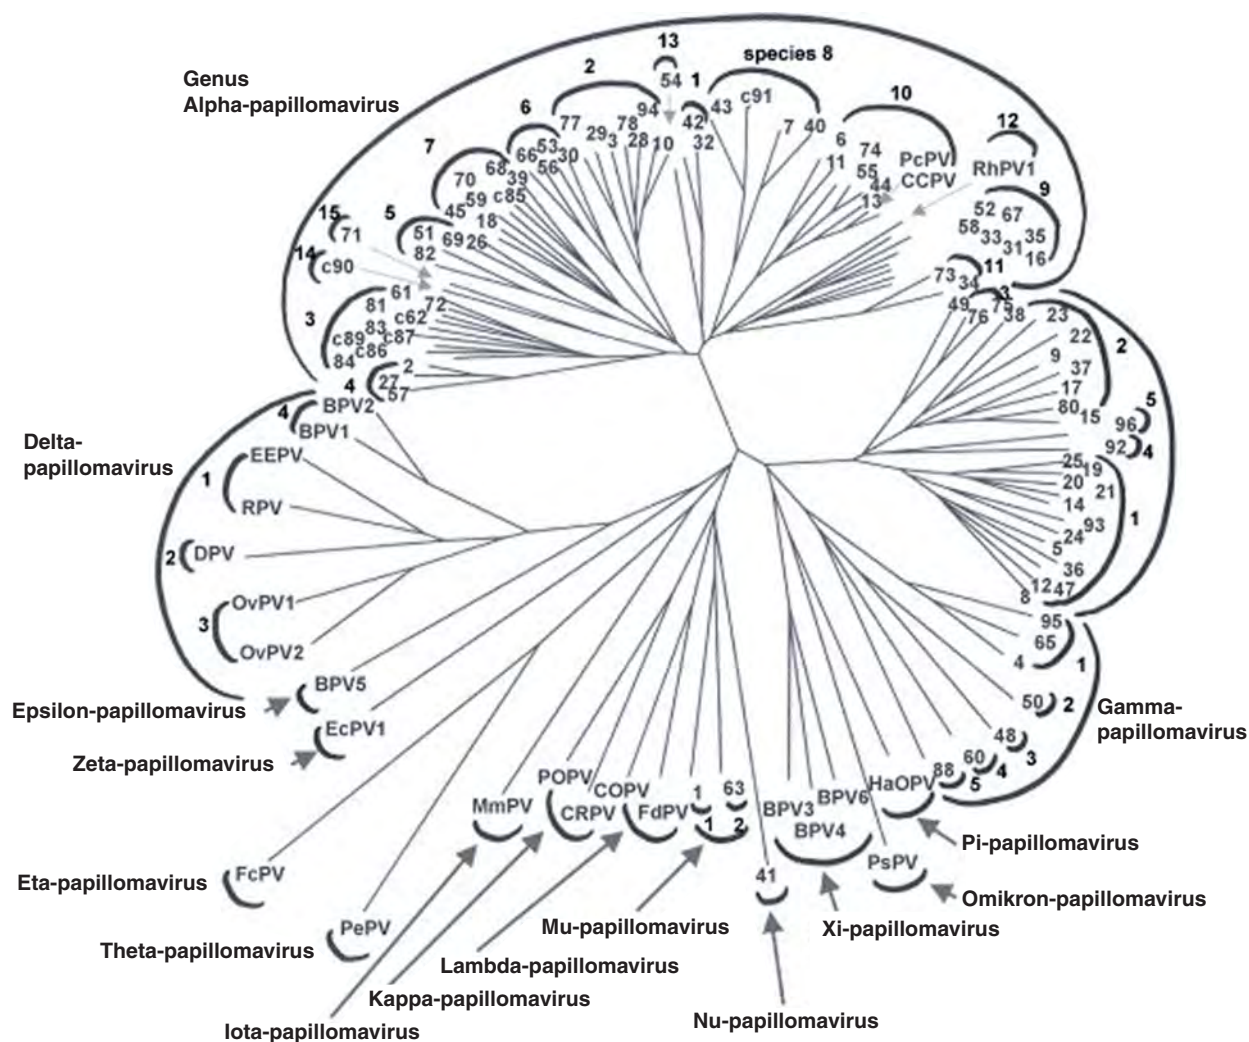 Genus
Alpha-papillomavirus
13
54
2
1
species 8
43
c91
94
42
6
77
78
29
3
28
10
32
7
40
10
6
74
11
55
44
13
PcPV
CCPV
12
RhPV1
9
52
67
58
33
35
31
16
7
66
53
56
30
68
70
39
59
c85
45
18
15
71
5
51
69
26
82
14
c90
3
61
81
72
c62
83
c89
c87
c86
84
4
2
27
57
11
73
34
3
49
75
76
38
23
22
2
9
37
17
80
15
5
96
92
4
25
19
20
21
14
1
93
24
5
36
12
47
8
95
65
4
1
50
2
48
3
60
4
88
5
Gamma-
papillomavirus
Delta-
papillomavirus
4
BPV2
BPV1
1
EEPV
RPV
2
DPV
3
OvPV1
OvPV2
BPV5
Epsilon-papillomavirus
EcPV1
Zeta-papillomavirus
POPV
COPV
MmPV
CRPV
FdPV
1
63
1
2
BPV3
BPV6
BPV4
HaOPV
PsPV
41
Pi-papillomavirus
FcPV
Eta-papillomavirus
Omikron-papillomavirus
PePV
Theta-papillomavirus
Mu-papillomavirus
Xi-papillomavirus
Lambda-papillomavirus
Kappa-papillomavirus
Iota-papillomavirus
Nu-papillomavirus